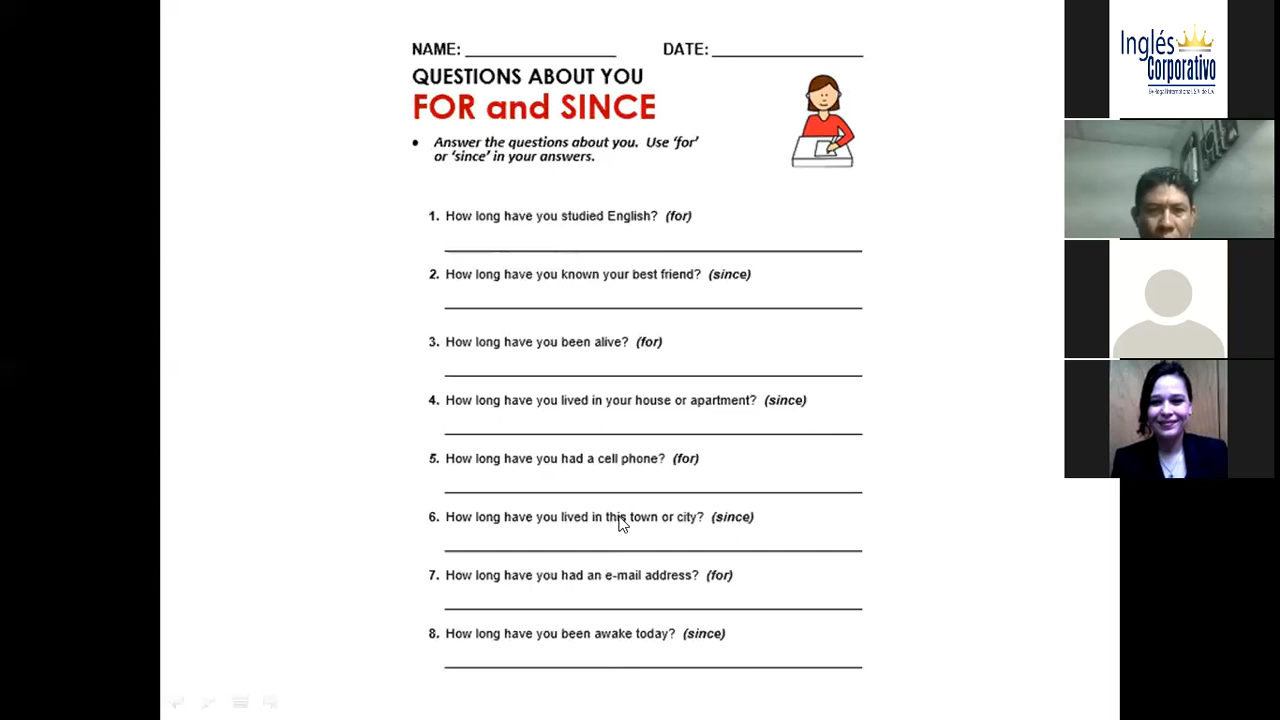 NAME: _______________ DATE: _______________
QUESTIONS ABOUT YOU
FOR and SINCE
• Answer the questions about you. Use 'for'
or 'since' in your answers.
1. How long have you studied English? (for)
2. How long have you known your best friend? (since)
3. How long have you been alive? (for)
4. How long have you lived in your house or apartment? (since)
5. How long have you had a cell phone? (for)
6. How long have you lived in this town or city? (since)
7. How long have you had an e-mail address? (for)
8. How long have you been awake today? (since)
Inglés
Corporativo